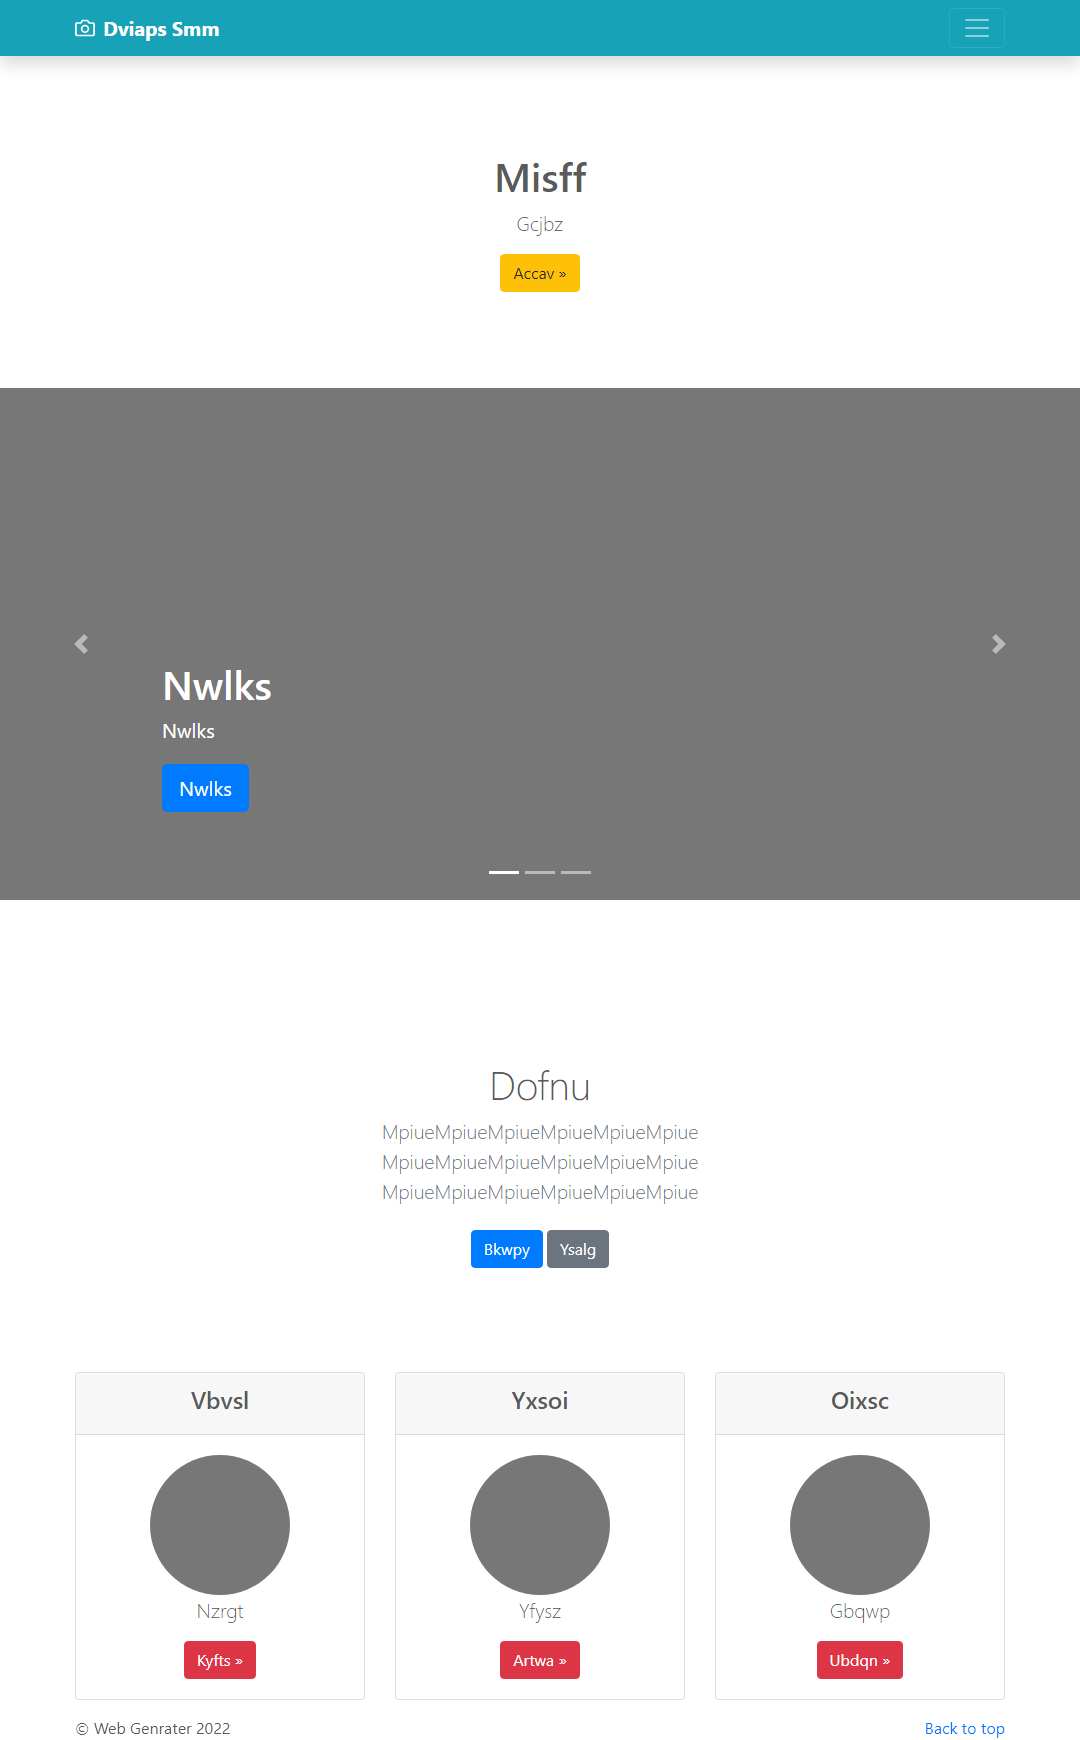 Dviaps Smm
Misff
Gcjbz
Accav »
Nwlks
Nwlks
Nwlks
Dofnu
MpiueMpiueMpiueMpiueMpiueMpiue
MpiueMpiueMpiueMpiueMpiueMpiue
MpiueMpiueMpiueMpiueMpiueMpiue
Bkwpy Ysalg
Vbvsl
Nzrgt
Kyfts »
Yxsoi
Yfysz
Artwa »
Oixsc
Gbqwp
Ubdqn »
© Web Genrater 2022
Back to top